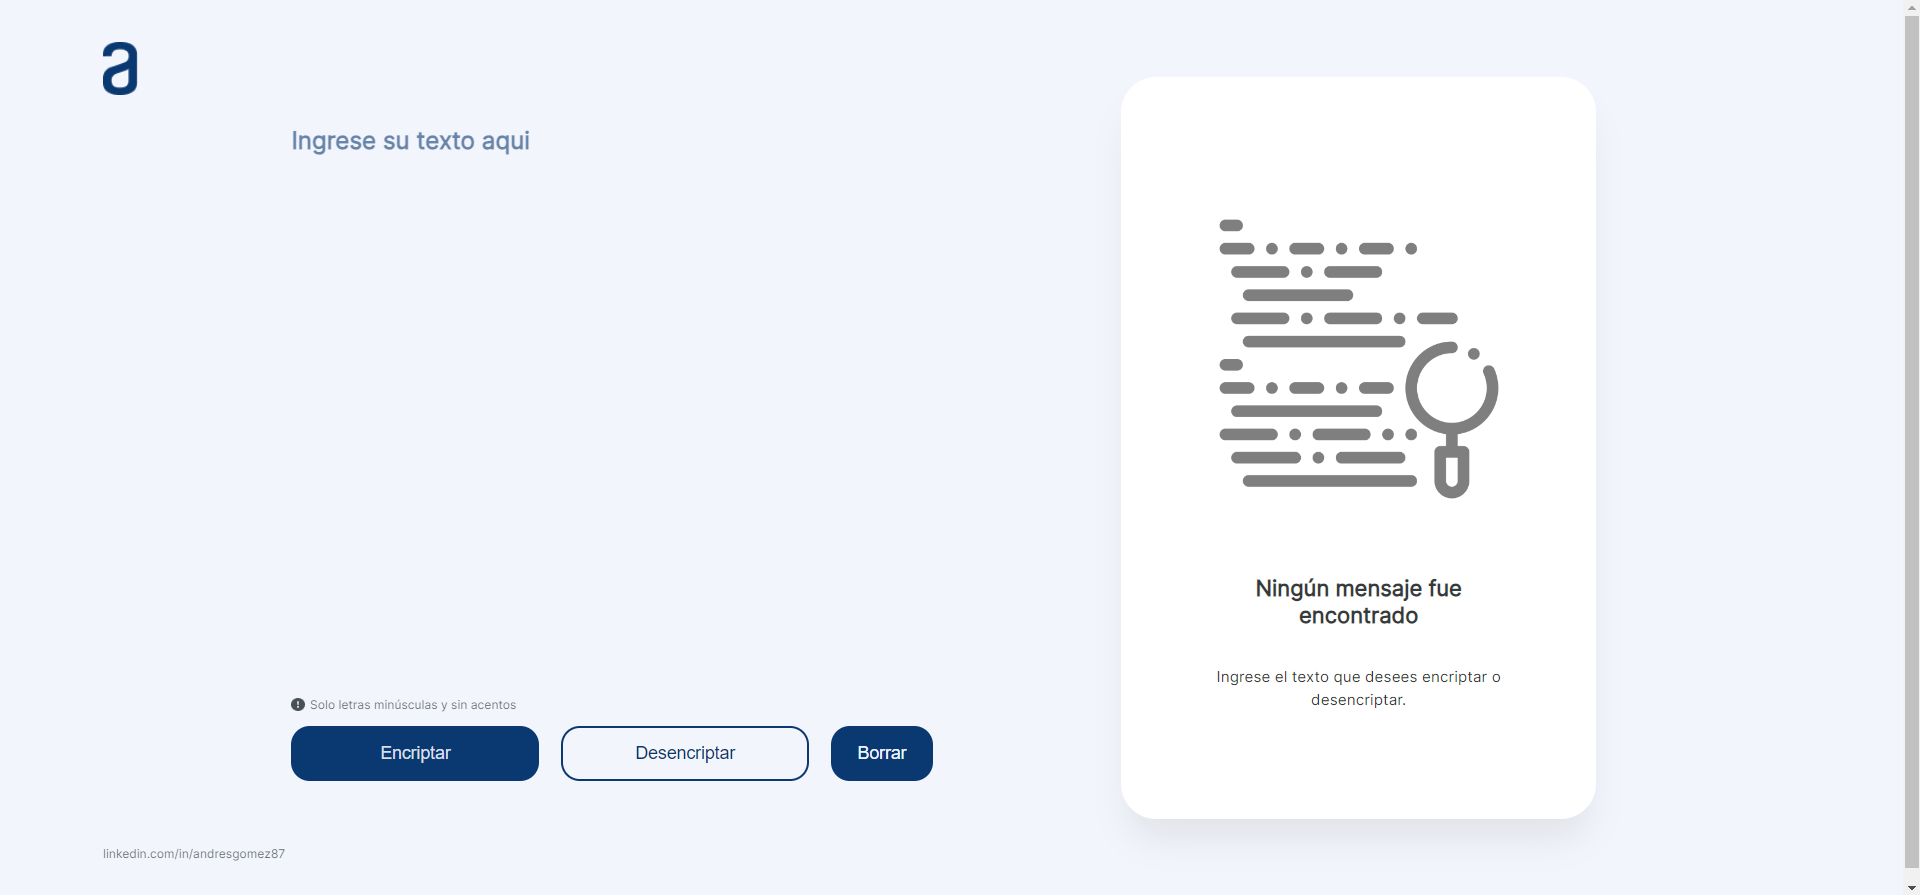 a
Ingrese su texto aqui
Solo letras minúsculas y sin acentos
Encriptar
Desencriptar
Borrar
linkedin.com/in/andresgomez87
Ningún mensaje fue
encontrado
Ingrese el texto que desees encriptar o
desencriptar.